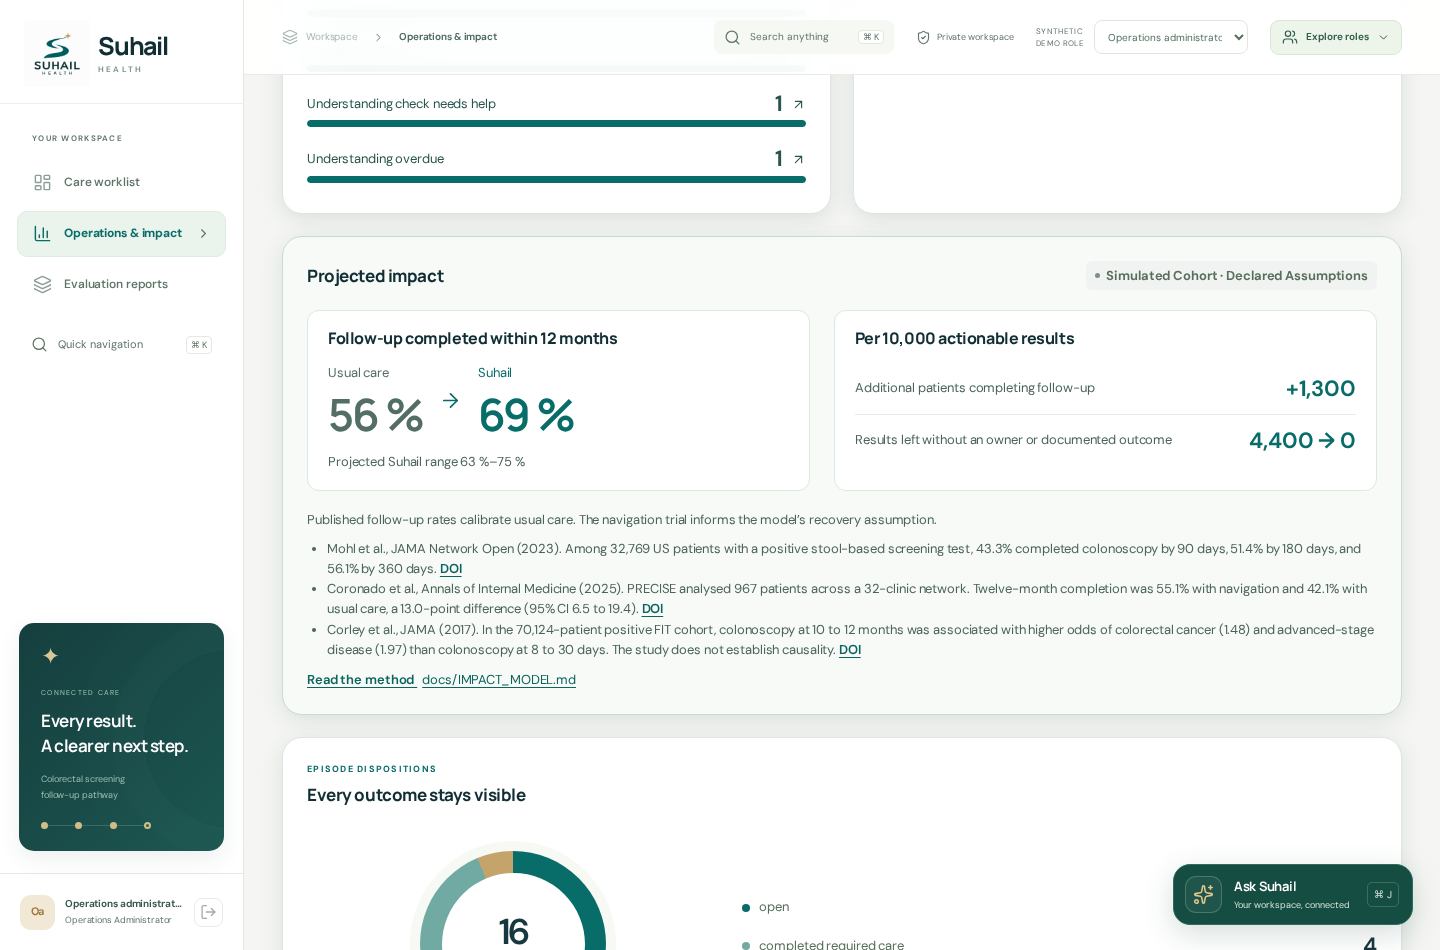 SUHAIL
HEALTH
Suhail
HEALTH
YOUR WORKSPACE
Care worklist
Operations & impact
Evaluation reports
Quick navigation
⌘ K
CONNECTED CARE
Every result.
A clearer next step.
Colorectal screening
follow-up pathway
Oa
Operations administrat...
Operations Administrator
Workspace
Operations & impact
Search anything
⌘ K
Private workspace
SYNTHETIC
DEMO ROLE
Operations administratc
Explore roles
Understanding check needs help
1
Understanding overdue
1
Projected impact
Simulated Cohort · Declared Assumptions
Follow-up completed within 12 months
Usual care
Suhail
56 % → 69 %
Projected Suhail range 63 %–75 %
Per 10,000 actionable results
Additional patients completing follow-up
+1,300
Results left without an owner or documented outcome
4,400 → 0
Published follow-up rates calibrate usual care. The navigation trial informs the model’s recovery assumption.
• Mohl et al., JAMA Network Open (2023). Among 32,769 US patients with a positive stool-based screening test, 43.3% completed colonoscopy by 90 days, 51.4% by 180 days, and
56.1% by 360 days. DOI
• Coronado et al., Annals of Internal Medicine (2025). PRECISE analysed 967 patients across a 32-clinic network. Twelve-month completion was 55.1% with navigation and 42.1% with
usual care, a 13.0-point difference (95% CI 6.5 to 19.4). DOI
• Corley et al., JAMA (2017). In the 70,124-patient positive FIT cohort, colonoscopy at 10 to 12 months was associated with higher odds of colorectal cancer (1.48) and advanced-stage
disease (1.97) than colonoscopy at 8 to 30 days. The study does not establish causality. DOI
Read the method docs/IMPACT_MODEL.md
EPISODE DISPOSITIONS
Every outcome stays visible
16
open
completed required care
4
Ask Suhail
Your workspace, connected
⌘ J